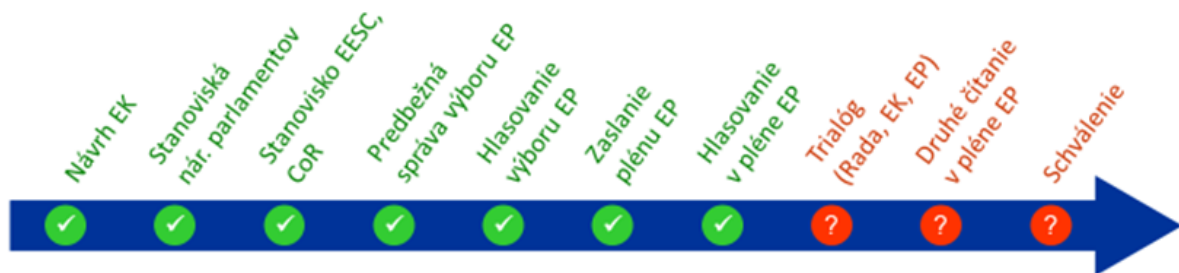 Návrh EK
Stanoviská
nár. parlamentov
Stanovisko EESC,
CoR
Predbežná
správa výboru EP
Hlasovanie
výboru EP
Zaslanie
plénu EP
Hlasovanie
v pléne EP
Trialóg
(Rada, EK, EP)
Druhé čítanie
v pléne EP
Schválenie
? ? ?